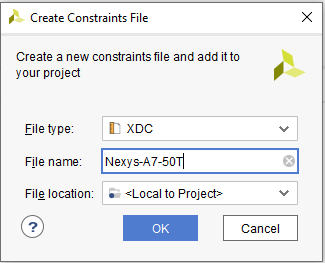 Create Constraints File
Create a new constraints file and add it to
your project
File type: XDC
File name: Nexys-A7-50T
File location: <Local to Project>
? OK Cancel